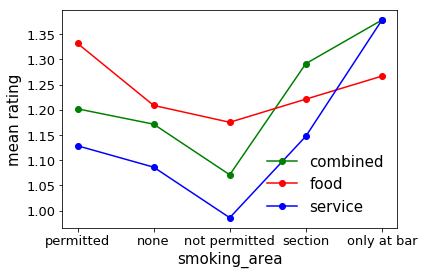 1.35
1.30
1.25
1.20
1.15
1.10
1.05
1.00
mean rating
combined
food
service
permitted none not permitted section only at bar
smoking_area